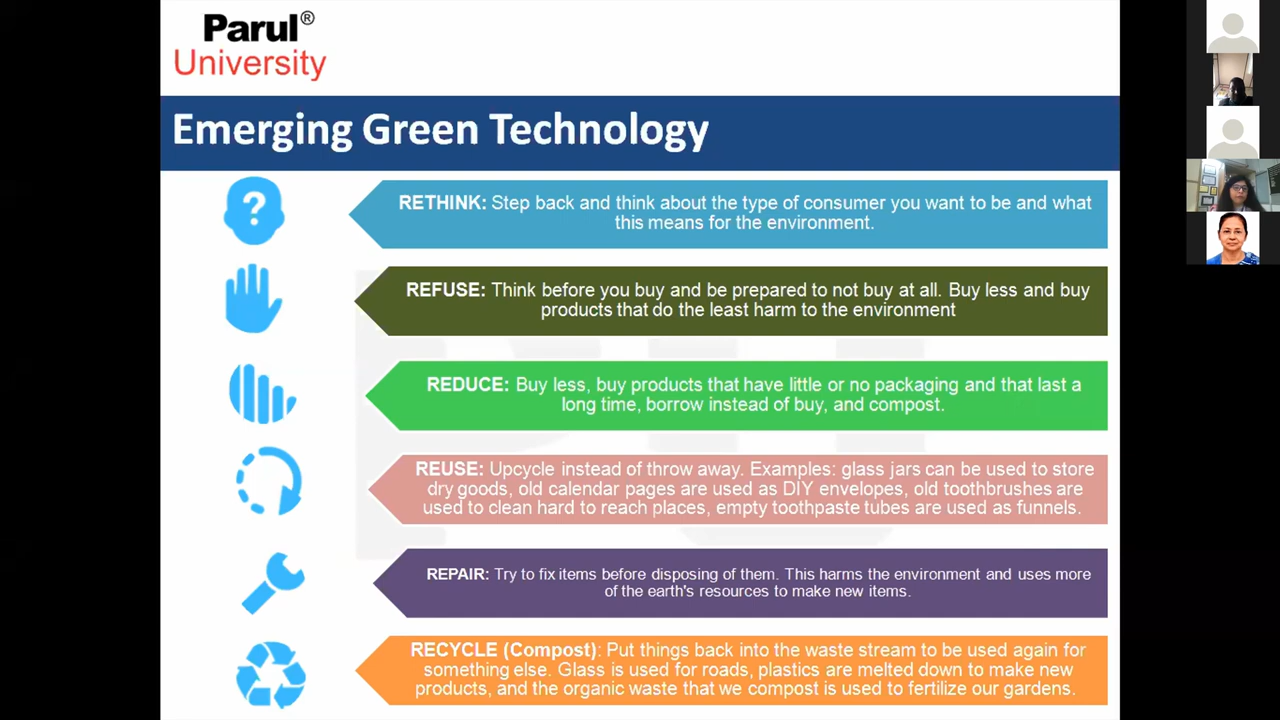 Parul®
University
Emerging Green Technology
?
RETHINK: Step back and think about the type of consumer you want to be and what
this means for the environment.
REFUSE: Think before you buy and be prepared to not buy at all. Buy less and buy
products that do the least harm to the environment
REDUCE: Buy less, buy products that have little or no packaging and that last a
long time, borrow instead of buy, and compost.
REUSE: Upcycle instead of throw away. Examples: glass jars can be used to store
dry goods, old calendar pages are used as DIY envelopes, old toothbrushes are
used to clean hard to reach places, empty toothpaste tubes are used as funnels.
REPAIR: Try to fix items before disposing of them. This harms the environment and uses more
of the earth's resources to make new items.
RECYCLE (Compost): Put things back into the waste stream to be used again for
something else. Glass is used for roads, plastics are melted down to make new
products, and the organic waste that we compost is used to fertilize our gardens.